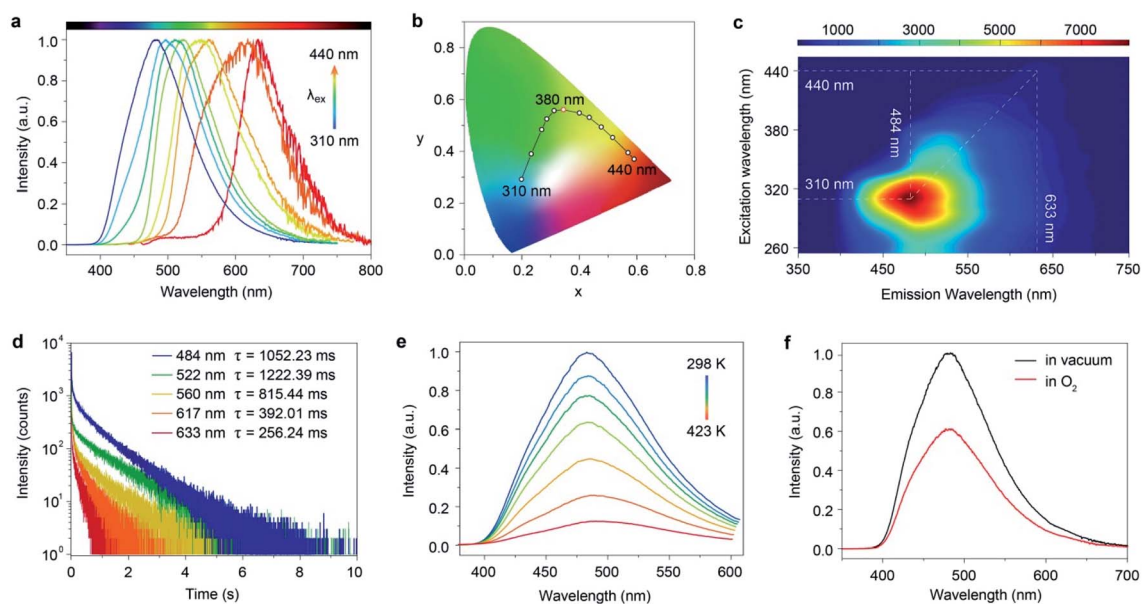 a
1.0
0.8
0.6
0.4
0.2
0.0
Intensity (a.u.)
440 nm
λex
310 nm
400 500 600 700 800
Wavelength (nm)
b
0.8
0.6
0.4
0.2
0.0
y
380 nm
310 nm
440 nm
0.0 0.2 0.4 0.6 0.8
x
c
1000 3000 5000 7000
Excitation wavelength (nm)
440
380
320
260
440 nm
484 nm
310 nm
633 nm
350 450 550 650 750
Emission Wavelength (nm)
d
Intensity (counts)
10⁴
10³
10²
10¹
10⁰
484 nm τ = 1052.23 ms
522 nm τ = 1222.39 ms
560 nm τ = 815.44 ms
617 nm τ = 392.01 ms
633 nm τ = 256.24 ms
0 2 4 6 8 10
Time (s)
e
Intensity (a.u.)
1.0
0.8
0.6
0.4
0.2
0.0
298 K
423 K
400 450 500 550 600
Wavelength (nm)
f
Intensity (a.u.)
1.0
0.8
0.6
0.4
0.2
0.0
in vacuum
in O₂
400 500 600 700
Wavelength (nm)